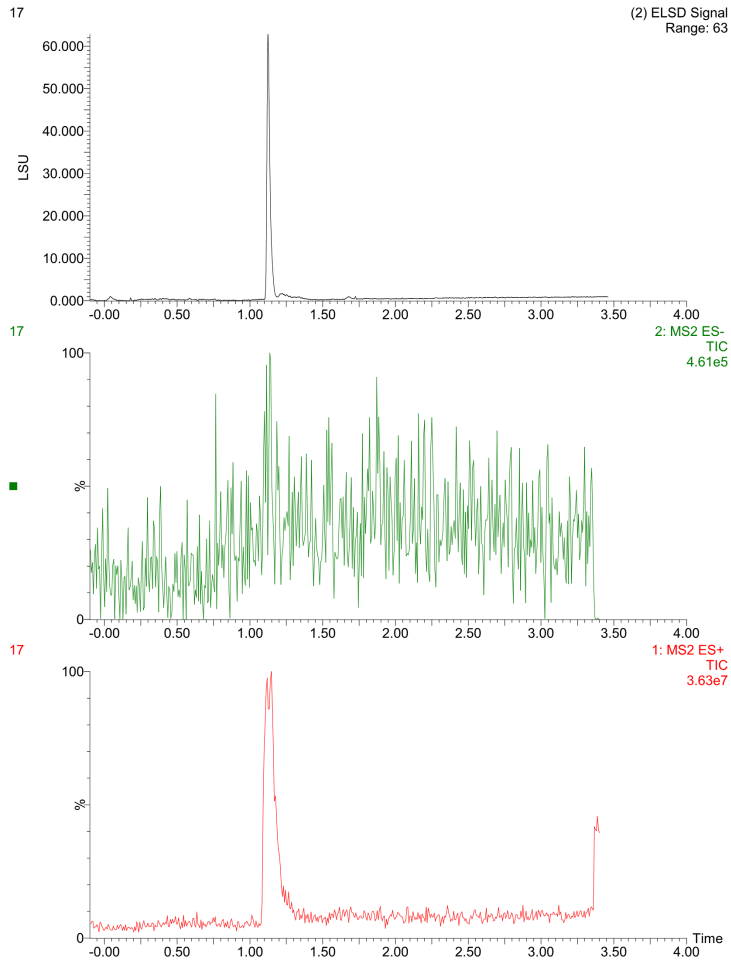 17
(2) ELSD Signal
Range: 63
LSU
60.000
50.000
40.000
30.000
20.000
10.000
0.000
-0.00 0.50 1.00 1.50 2.00 2.50 3.00 3.50 4.00
17
2: MS2 ES-
TIC
4.61e5
100
%
0
-0.00 0.50 1.00 1.50 2.00 2.50 3.00 3.50 4.00
17
1: MS2 ES+
TIC
3.63e7
100
%
0
Time
-0.00 0.50 1.00 1.50 2.00 2.50 3.00 3.50 4.00